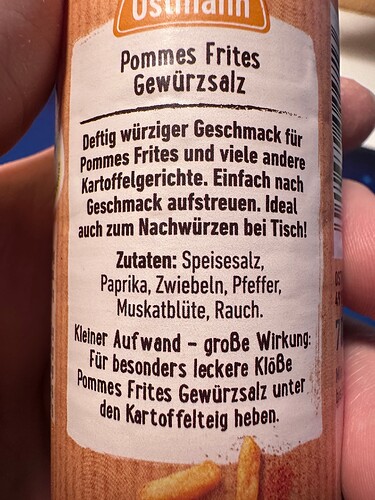 Ostmann
Pommes Frites
Gewürzsalz
Deftig würziger Geschmack für
Pommes Frites und viele andere
Kartoffelgerichte. Einfach nach
Geschmack aufstreuen. Ideal
auch zum Nachwürzen bei Tisch!
Zutaten: Speisesalz,
Paprika, Zwiebeln, Pfeffer,
Muskatblüte, Rauch.
Kleiner Aufwand – große Wirkung:
Für besonders leckere Klöße
Pommes Frites Gewürzsalz unter
den Kartoffelteig heben.